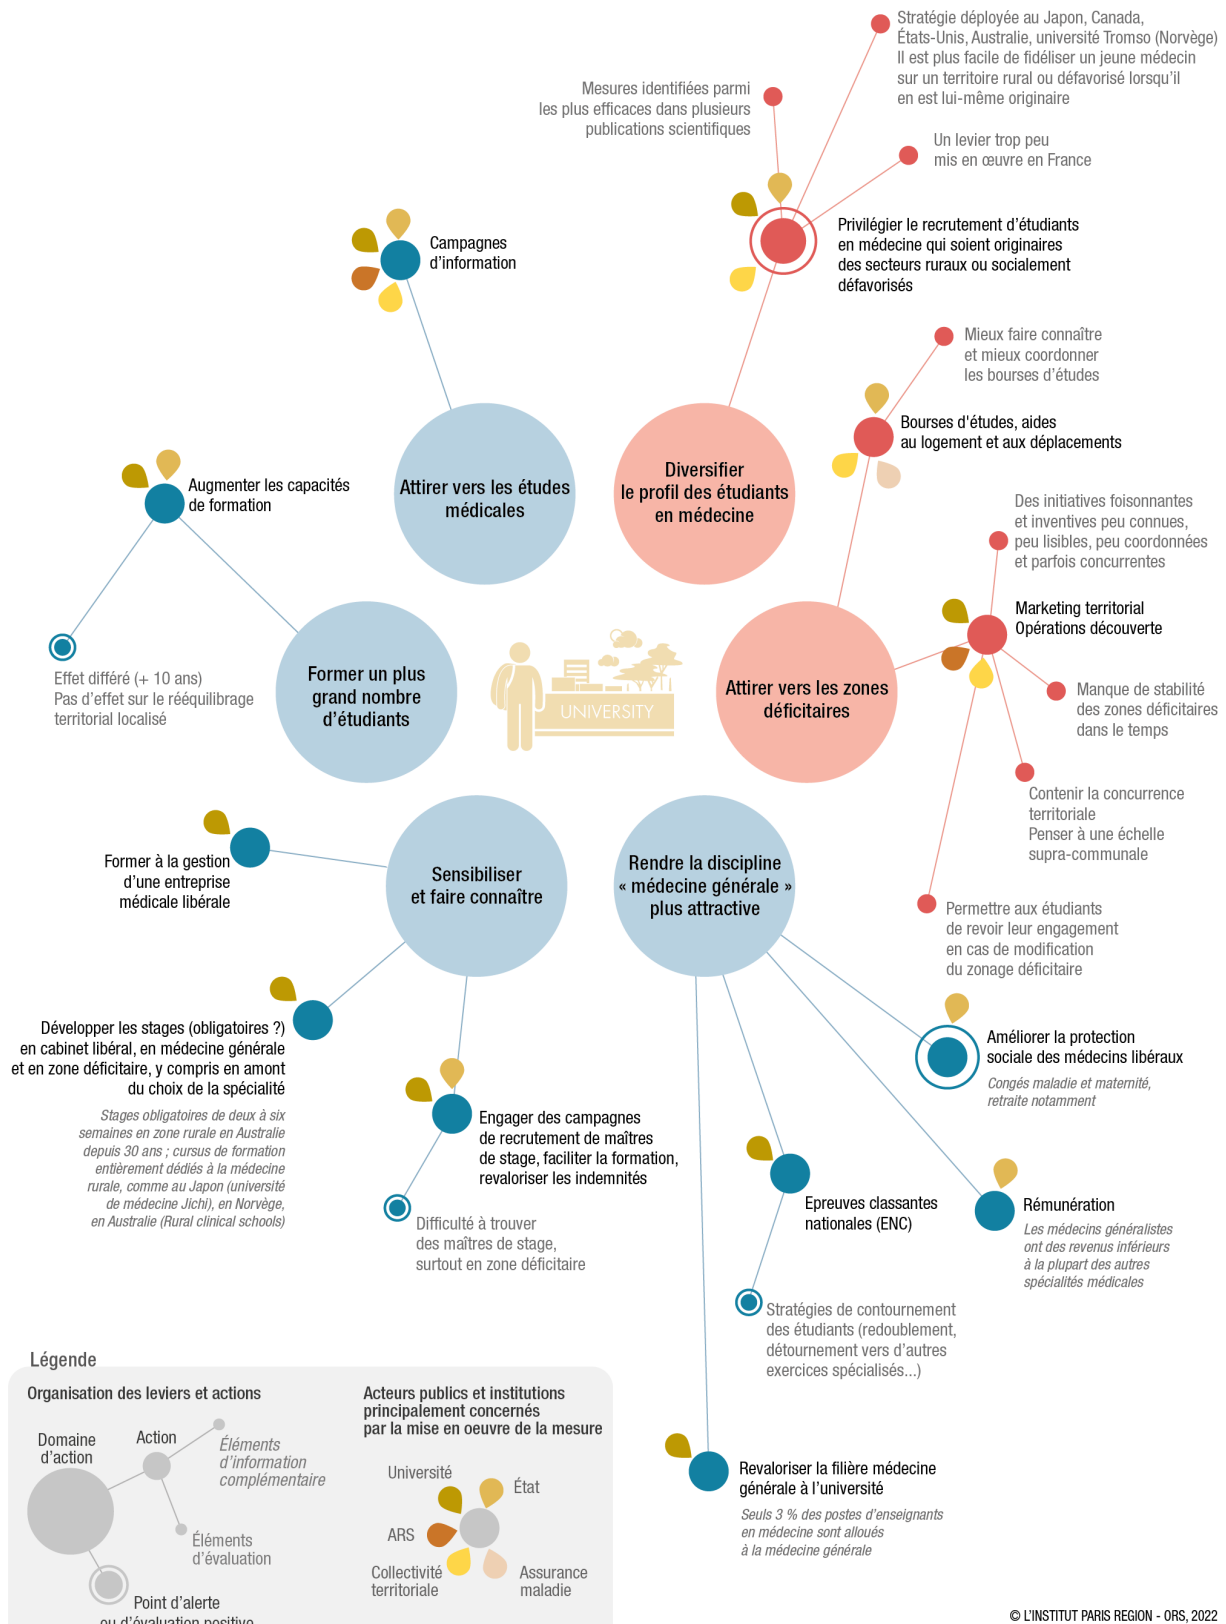 Stratégie déployée au Japon, Canada,
États-Unis, Australie, université Tromso (Norvège)
Il est plus facile de fidéliser un jeune médecin
sur un territoire rural ou défavorisé lorsqu'il
en est lui-même originaire
Mesures identifiées parmi
les plus efficaces dans plusieurs
publications scientifiques
Un levier trop peu
mis en œuvre en France
Privilégier le recrutement d'étudiants
en médecine qui soient originaires
des secteurs ruraux ou socialement
défavorisés
Campagnes
d'information
Mieux faire connaître
et mieux coordonner
les bourses d'études
Bourses d'études, aides
au logement et aux déplacements
Attirer vers les études
médicales
Diversifier
le profil des étudiants
en médecine
Augmenter les capacités
de formation
Des initiatives foisonnantes
et inventives peu connues,
peu lisibles, peu coordonnées
et parfois concurrentes
Marketing territorial
Opérations découverte
Effet différé (+ 10 ans)
Pas d'effet sur le rééquilibrage
territorial localisé
Former un plus
grand nombre
d'étudiants
UNIVERSITY
Attirer vers les zones
déficitaires
Manque de stabilité
des zones déficitaires
dans le temps
Contenir la concurrence
territoriale
Penser à une échelle
supra-communale
Former à la gestion
d'une entreprise
médicale libérale
Sensibiliser
et faire connaître
Rendre la discipline
« médecine générale »
plus attractive
Permettre aux étudiants
de revoir leur engagement
en cas de modification
du zonage déficitaire
Développer les stages (obligatoires ?)
en cabinet libéral, en médecine générale
et en zone déficitaire, y compris en amont
du choix de la spécialité
Stages obligatoires de deux à six
semaines en zone rurale en Australie
depuis 30 ans ; cursus de formation
entièrement dédiés à la médecine
rurale, comme au Japon (université
de médecine Jichi), en Norvège,
en Australie (Rural clinical schools)
Améliorer la protection
sociale des médecins libéraux
Congés maladie et maternité,
retraite notamment
Engager des campagnes
de recrutement de maîtres
de stage, faciliter la formation,
revaloriser les indemnités
Difficulté à trouver
des maîtres de stage,
surtout en zone déficitaire
Epreuves classantes
nationales (ENC)
Rémunération
Les médecins généralistes
ont des revenus inférieurs
à la plupart des autres
spécialités médicales
Stratégies de contournement
des étudiants (redoublement,
détournement vers d'autres
exercices spécialisés...)
Revaloriser la filière médecine
générale à l'université
Seuls 3 % des postes d'enseignants
en médecine sont alloués
à la médecine générale
Légende
Organisation des leviers et actions
Domaine
d'action
Action
Éléments
d'information
complémentaire
Éléments
d'évaluation
Point d'alerte
ou d'évaluation positive
Acteurs publics et institutions
principalement concernés
par la mise en oeuvre de la mesure
Université
État
ARS
Collectivité
territoriale
Assurance
maladie
© L'INSTITUT PARIS REGION - ORS, 2022